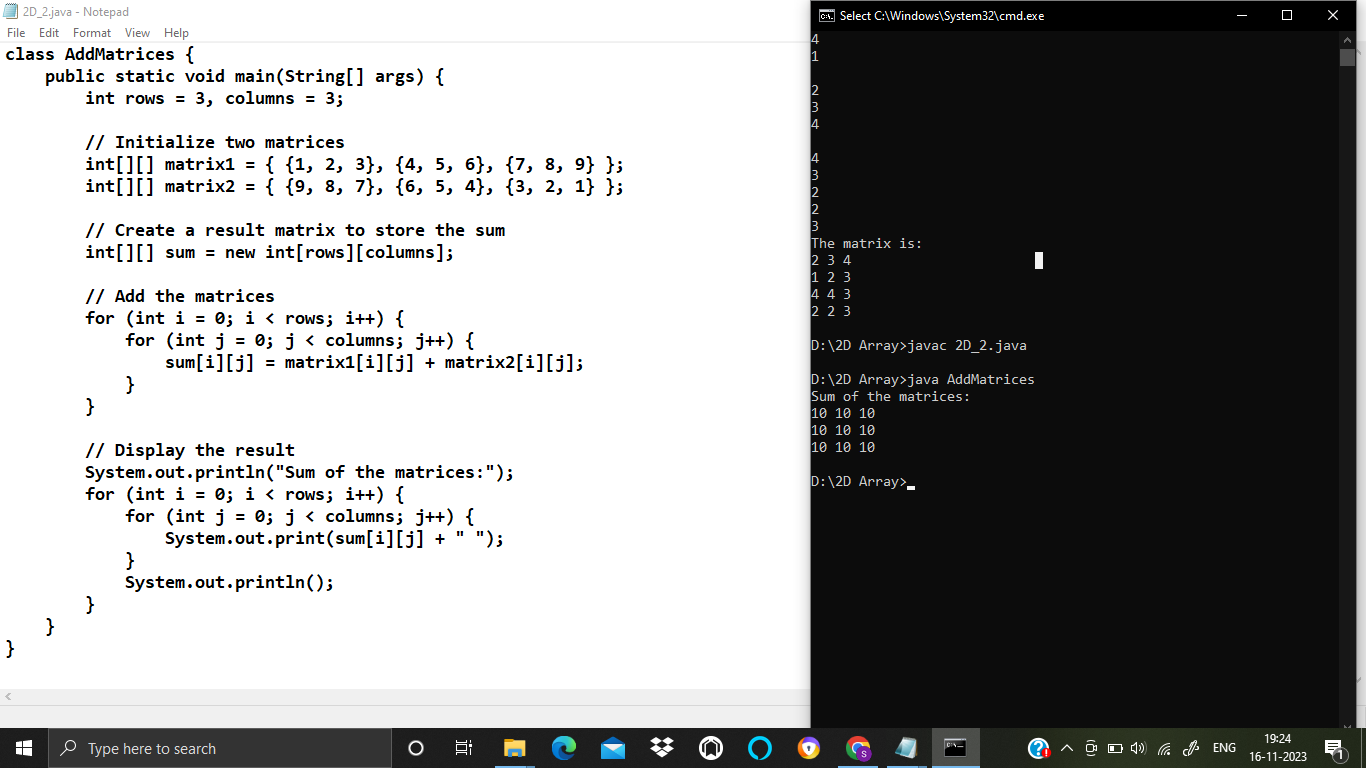 2D_2.java - Notepad
File Edit Format View Help
class AddMatrices {
    public static void main(String[] args) {
        int rows = 3, columns = 3;

        // Initialize two matrices
        int[][] matrix1 = { {1, 2, 3}, {4, 5, 6}, {7, 8, 9} };
        int[][] matrix2 = { {9, 8, 7}, {6, 5, 4}, {3, 2, 1} };

        // Create a result matrix to store the sum
        int[][] sum = new int[rows][columns];

        // Add the matrices
        for (int i = 0; i < rows; i++) {
            for (int j = 0; j < columns; j++) {
                sum[i][j] = matrix1[i][j] + matrix2[i][j];
            }
        }

        // Display the result
        System.out.println("Sum of the matrices:");
        for (int i = 0; i < rows; i++) {
            for (int j = 0; j < columns; j++) {
                System.out.print(sum[i][j] + " ");
            }
            System.out.println();
        }
    }
}
Select C:\Windows\System32\cmd.exe
4
1

2
3
4

4
3
2
2
3
The matrix is:
2 3 4
1 2 3
4 4 3
2 2 3

D:\2D Array>javac 2D_2.java

D:\2D Array>java AddMatrices
Sum of the matrices:
10 10 10
10 10 10
10 10 10

D:\2D Array>
Type here to search
ENG
19:24
16-11-2023
1